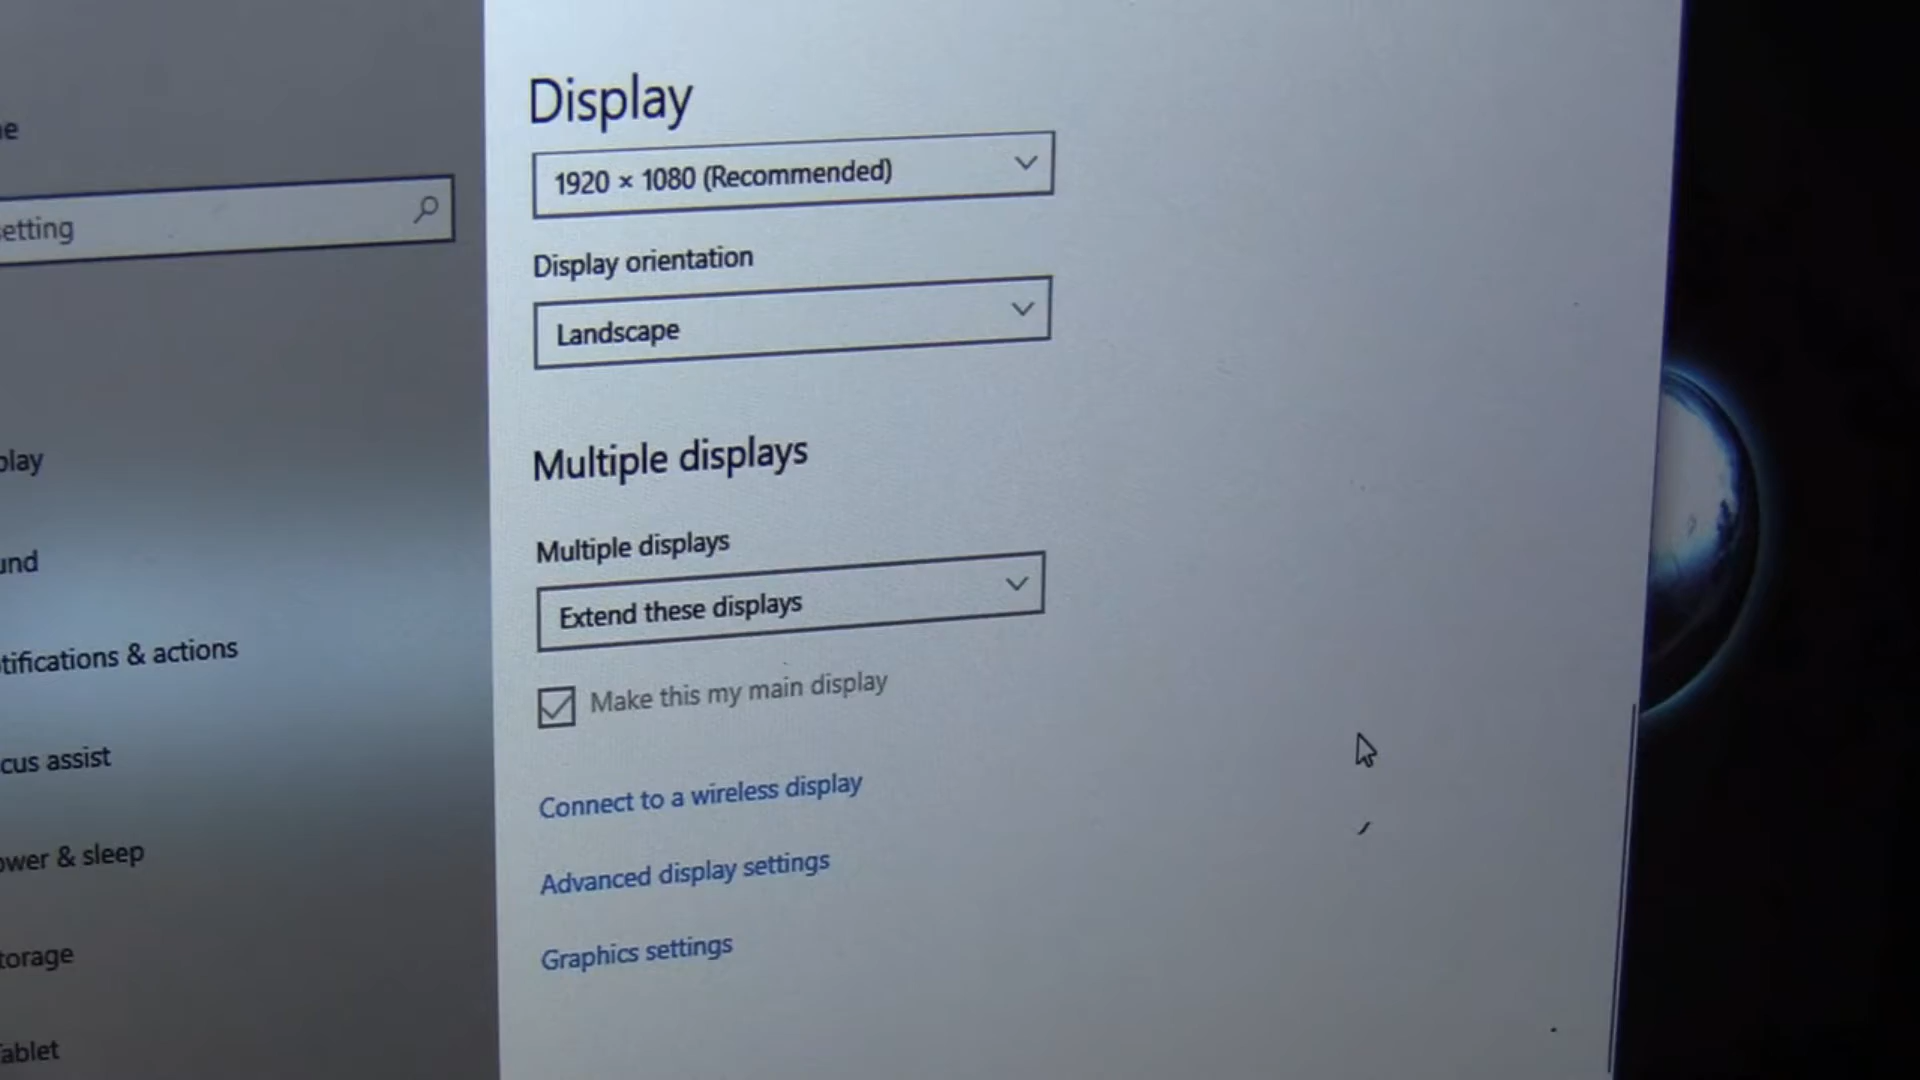 Display
1920 × 1080 (Recommended)
Display orientation
Landscape
Multiple displays
Multiple displays
Extend these displays
Make this my main display
Connect to a wireless display
Advanced display settings
Graphics settings
e
etting
play
und
tifications & actions
cus assist
ower & sleep
torage
ablet